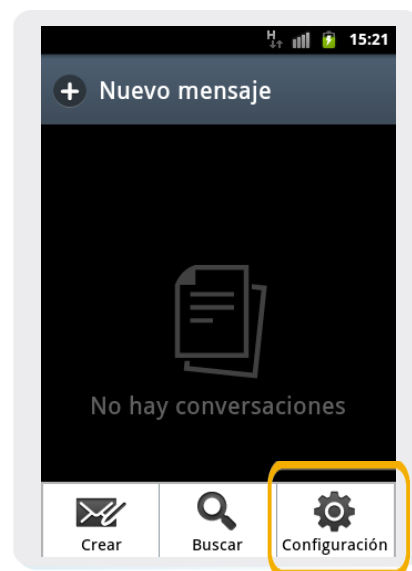 H 15:21
Nuevo mensaje
No hay conversaciones
Crear Buscar Configuración